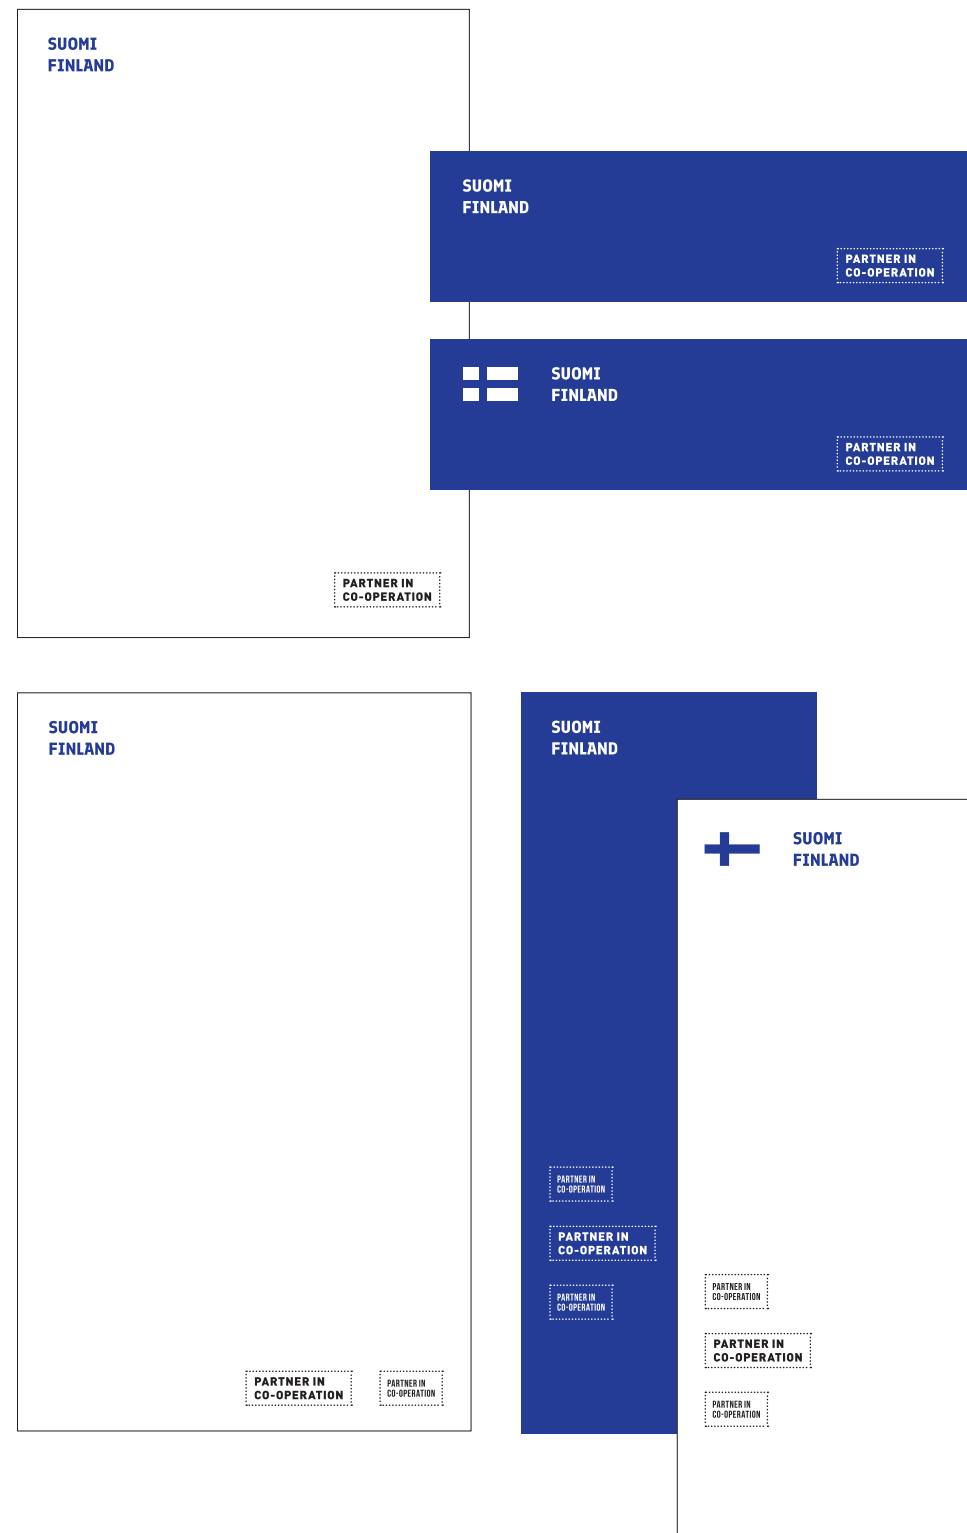 SUOMI
FINLAND
SUOMI
FINLAND
PARTNER IN
CO-OPERATION
SUOMI
FINLAND
PARTNER IN
CO-OPERATION
PARTNER IN
CO-OPERATION
SUOMI
FINLAND
PARTNER IN
CO-OPERATION
PARTNER IN
CO-OPERATION
SUOMI
FINLAND
PARTNER IN
CO-OPERATION
PARTNER IN
CO-OPERATION
PARTNER IN
CO-OPERATION
SUOMI
FINLAND
PARTNER IN
CO-OPERATION
PARTNER IN
CO-OPERATION
PARTNER IN
CO-OPERATION